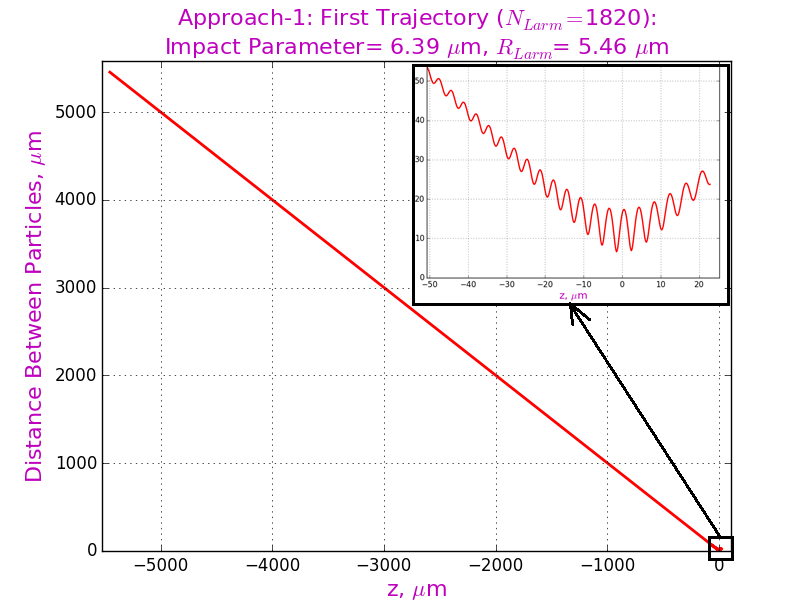 Approach-1: First Trajectory (N_Larm=1820):
Impact Parameter= 6.39 μm, R_Larm= 5.46 μm
Distance Between Particles, μm
5000
4000
3000
2000
1000
0
−5000 −4000 −3000 −2000 −1000 0
z, μm
50
40
30
20
10
0
−50 −40 −30 −20 −10 0 10 20
z, μm